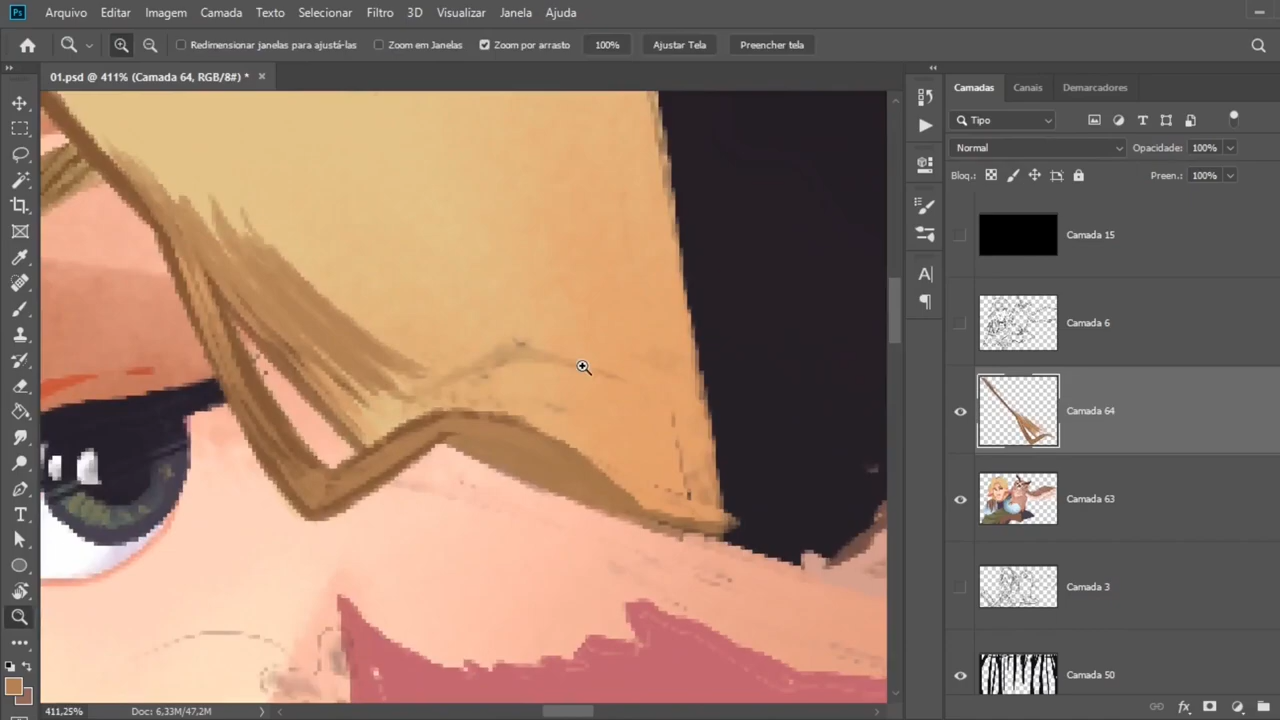 Ps Arquivo Editar Imagem Camada Texto Selecionar Filtro 3D Visualizar Janela Ajuda
Redimensionar janelas para ajustá-las Zoom em Janelas Zoom por arrasto 100% Ajustar Tela Preencher tela
01.psd @ 411% (Camada 64, RGB/8#) * ×
Camadas Canais Demarcadores
Tipo
Normal Opacidade: 100%
Bloq.: Preen.: 100%
Camada 15
Camada 6
Camada 64
Camada 63
Camada 3
Camada 50
411,25% Doc: 6,33M/47,2M